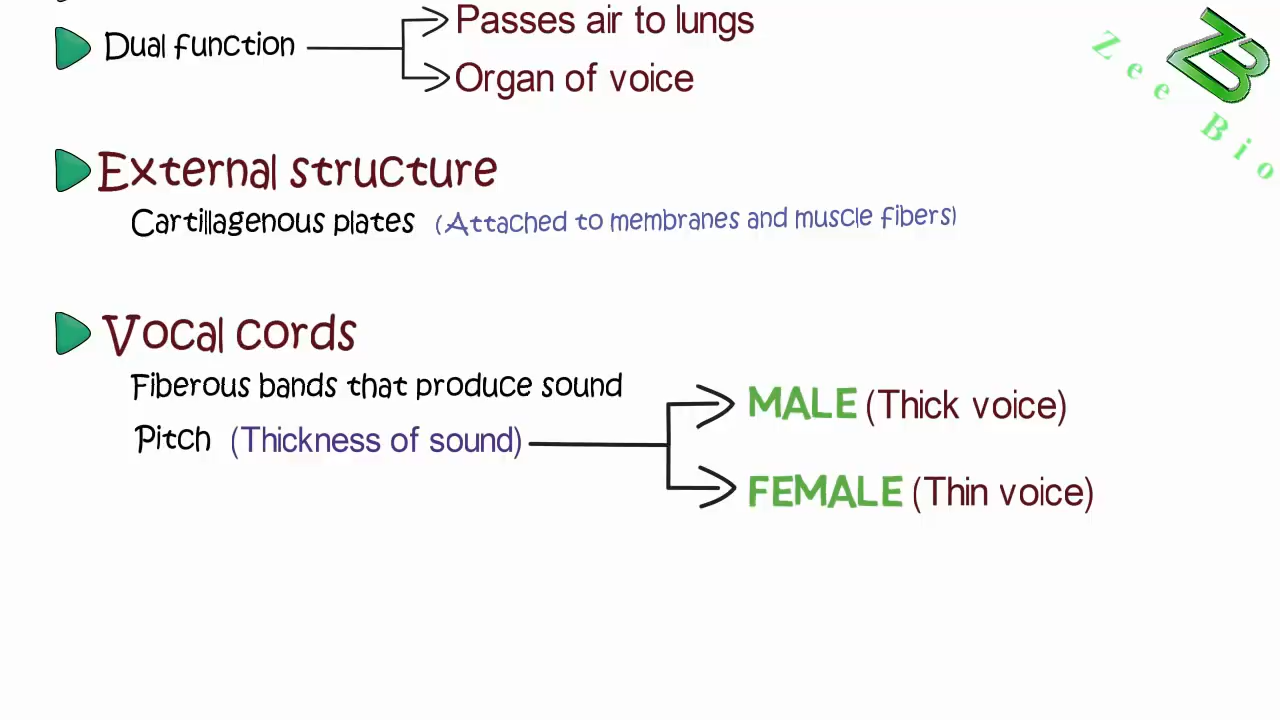 Passes air to lungs
Dual function
Organ of voice
External structure
Cartillagenous plates (Attached to membranes and muscle fibers)
Vocal cords
Fiberous bands that produce sound
MALE (Thick voice)
Pitch (Thickness of sound)
FEMALE (Thin voice)
ZB
Zee Bio